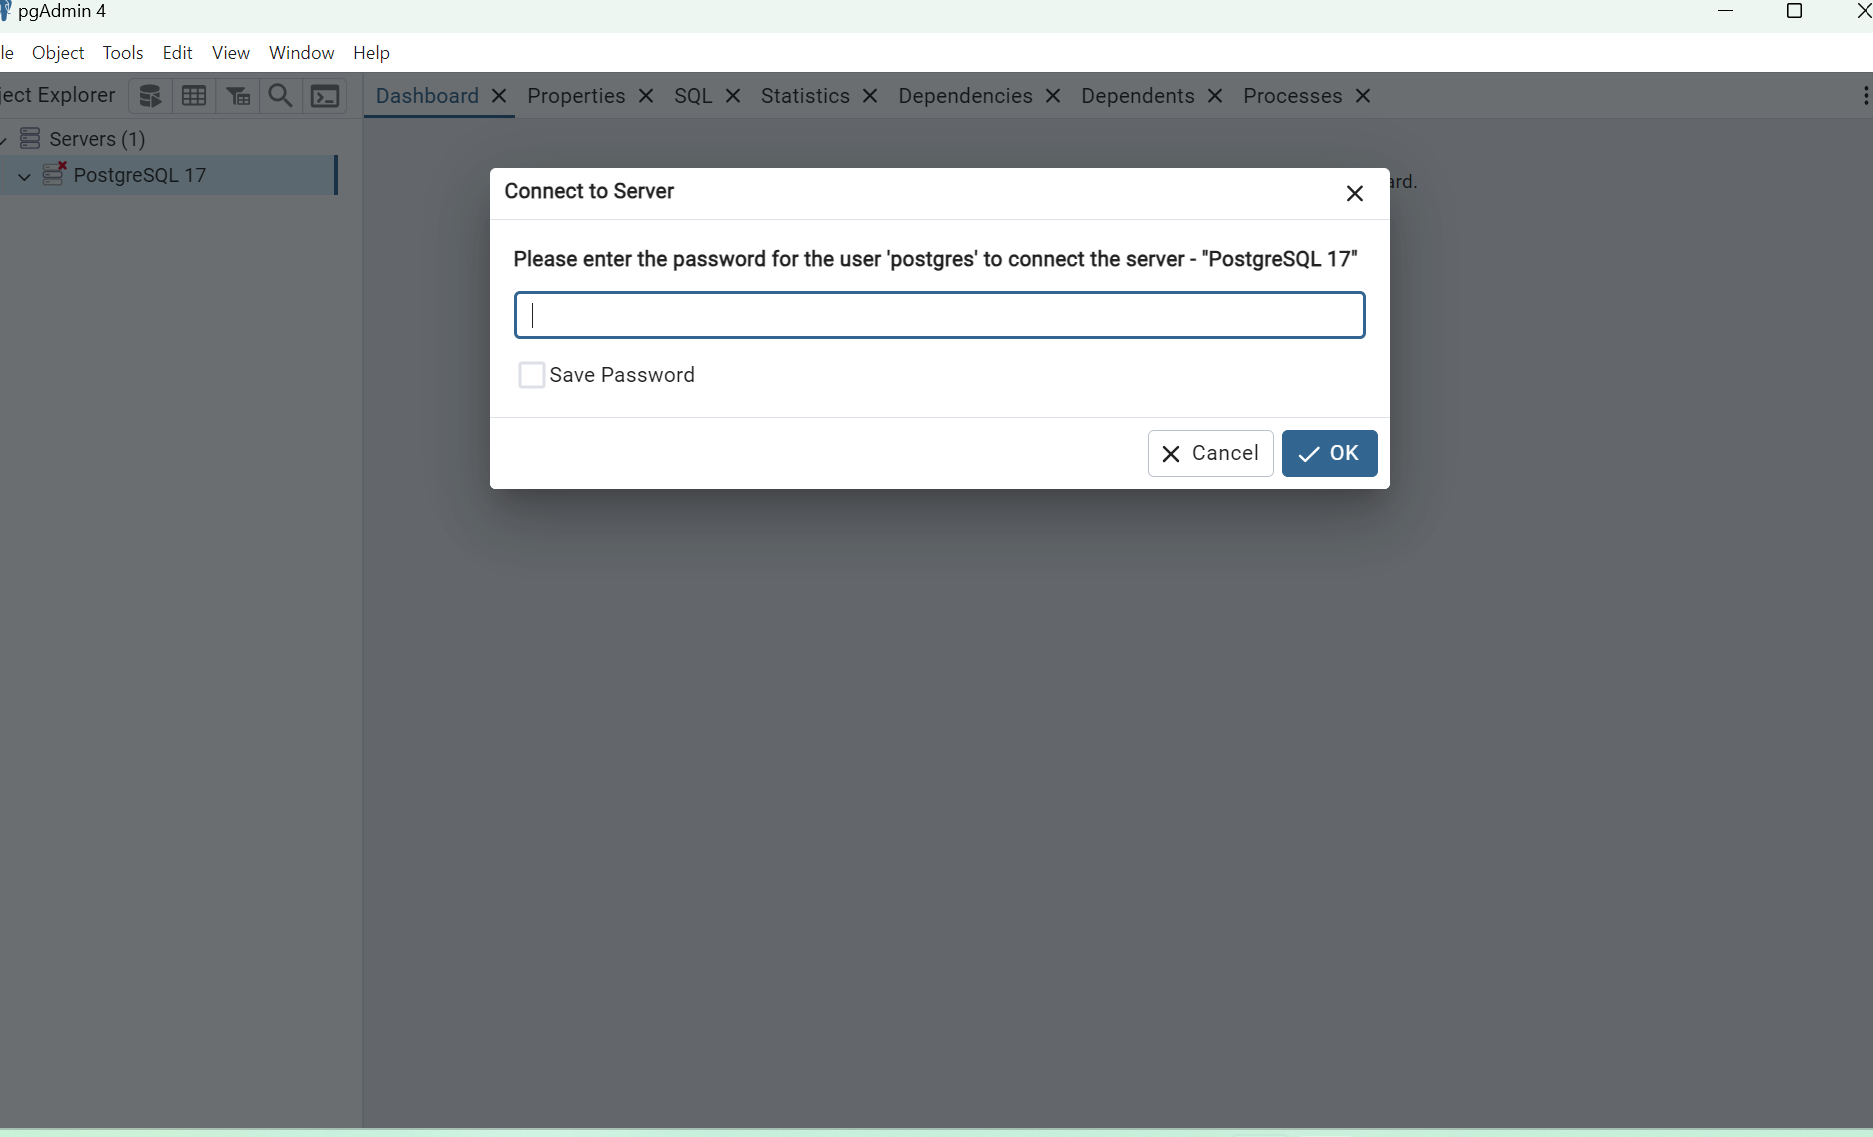 pgAdmin 4
le Object Tools Edit View Window Help
ject Explorer
Dashboard Properties SQL Statistics Dependencies Dependents Processes
Servers (1)
PostgreSQL 17
ard.
Connect to Server
Please enter the password for the user 'postgres' to connect the server - "PostgreSQL 17"
Save Password
Cancel OK